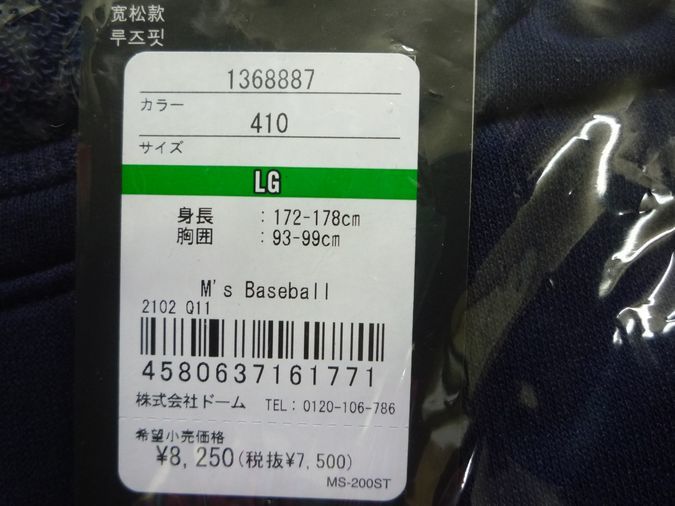 宽松款
루즈핏
1368887
カラー
410
サイズ
LG
身長 : 172-178cm
胸囲 : 93-99cm
M's Baseball
2102 Q11
4580637161771
株式会社ドーム TEL: 0120-106-786
希望小売価格
¥8,250(税抜¥7,500)
MS-200ST